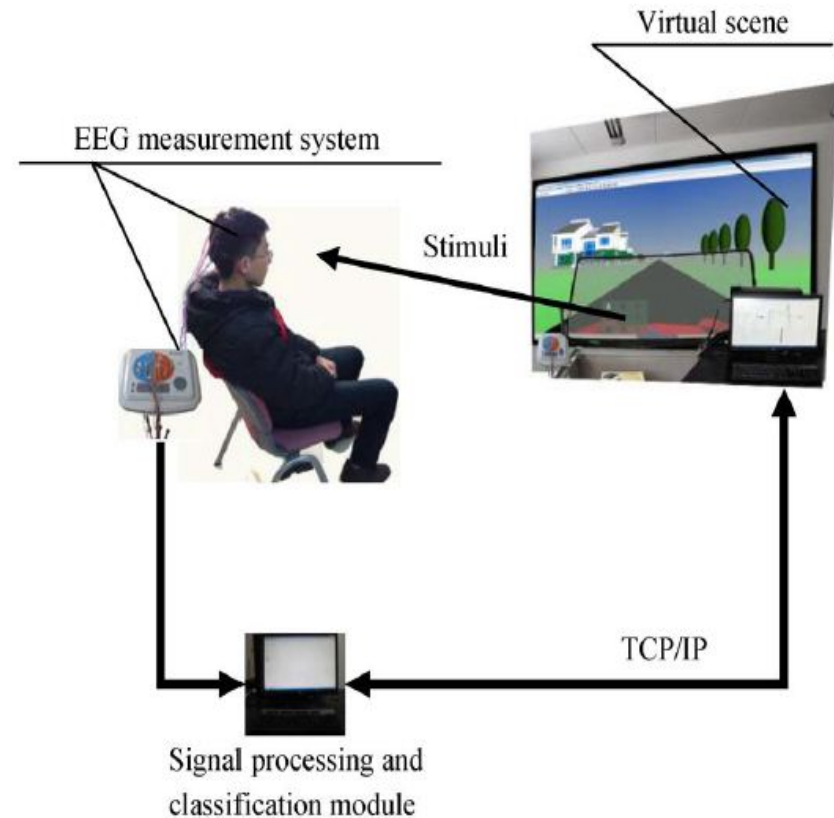 Virtual scene
EEG measurement system
Stimuli
TCP/IP
Signal processing and
classification module